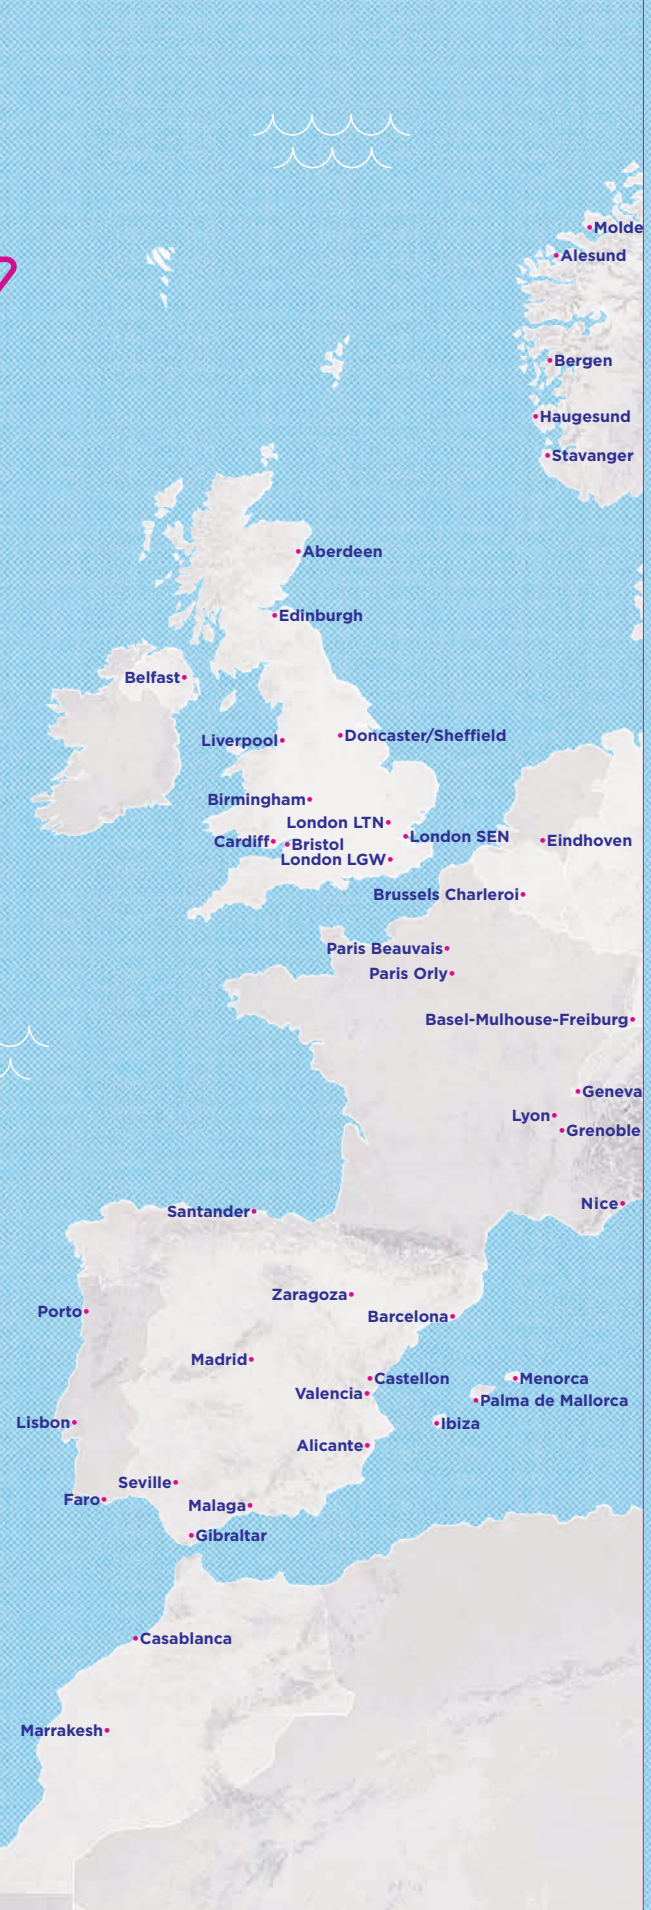 Molde
Alesund
Bergen
Haugesund
Stavanger
Aberdeen
Edinburgh
Belfast
Doncaster/Sheffield
Liverpool
Birmingham
London LTN
London SEN
Cardiff
Bristol
Eindhoven
London LGW
Brussels Charleroi
Paris Beauvais
Paris Orly
Basel-Mulhouse-Freiburg
Geneva
Lyon
Grenoble
Nice
Santander
Zaragoza
Porto
Barcelona
Madrid
Castellon
Menorca
Valencia
Palma de Mallorca
Lisbon
Ibiza
Alicante
Seville
Faro
Malaga
Gibraltar
Casablanca
Marrakesh